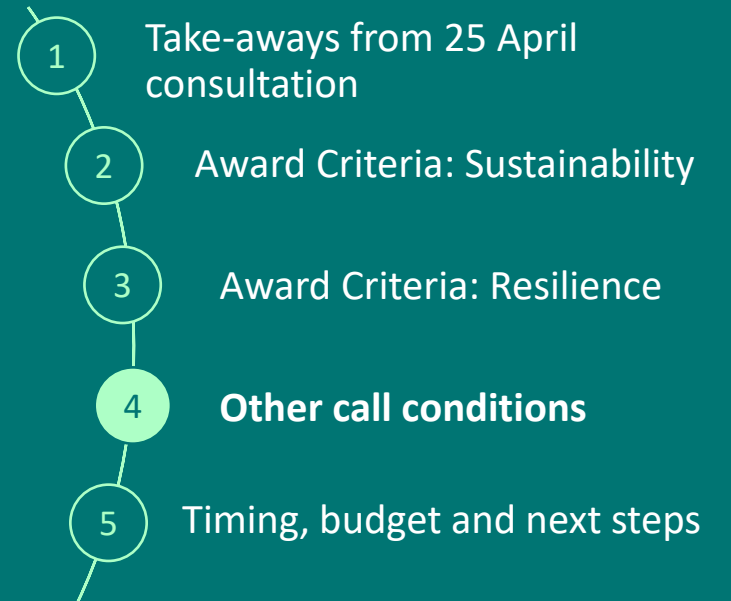 1
Take-aways from 25 April
consultation
2
Award Criteria: Sustainability
3
Award Criteria: Resilience
4
Other call conditions
5
Timing, budget and next steps